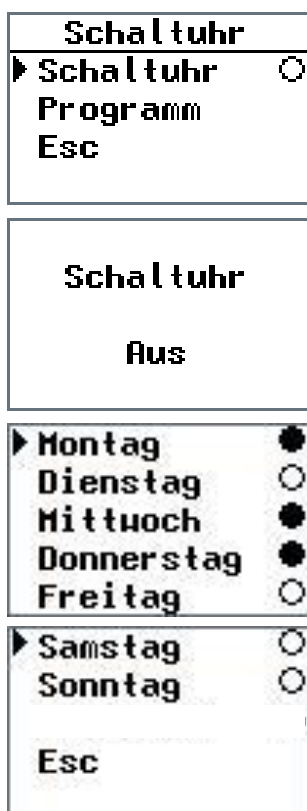 Schaltuhr
Schaltuhr
Programm
Esc
Schaltuhr
Aus
Montag
Dienstag
Mittwoch
Donnerstag
Freitag
Samstag
Sonntag
Esc